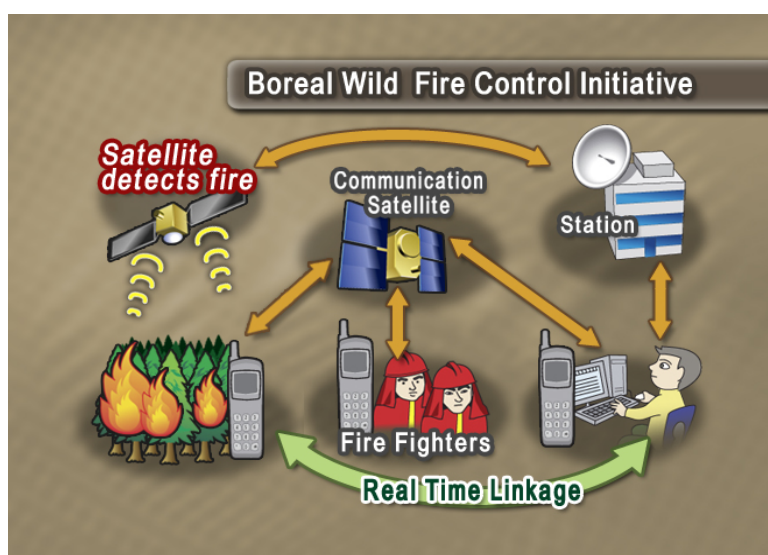 Boreal Wild Fire Control Initiative
Satellite
detects fire
Communication
Satellite
Station
Fire Fighters
Real Time Linkage